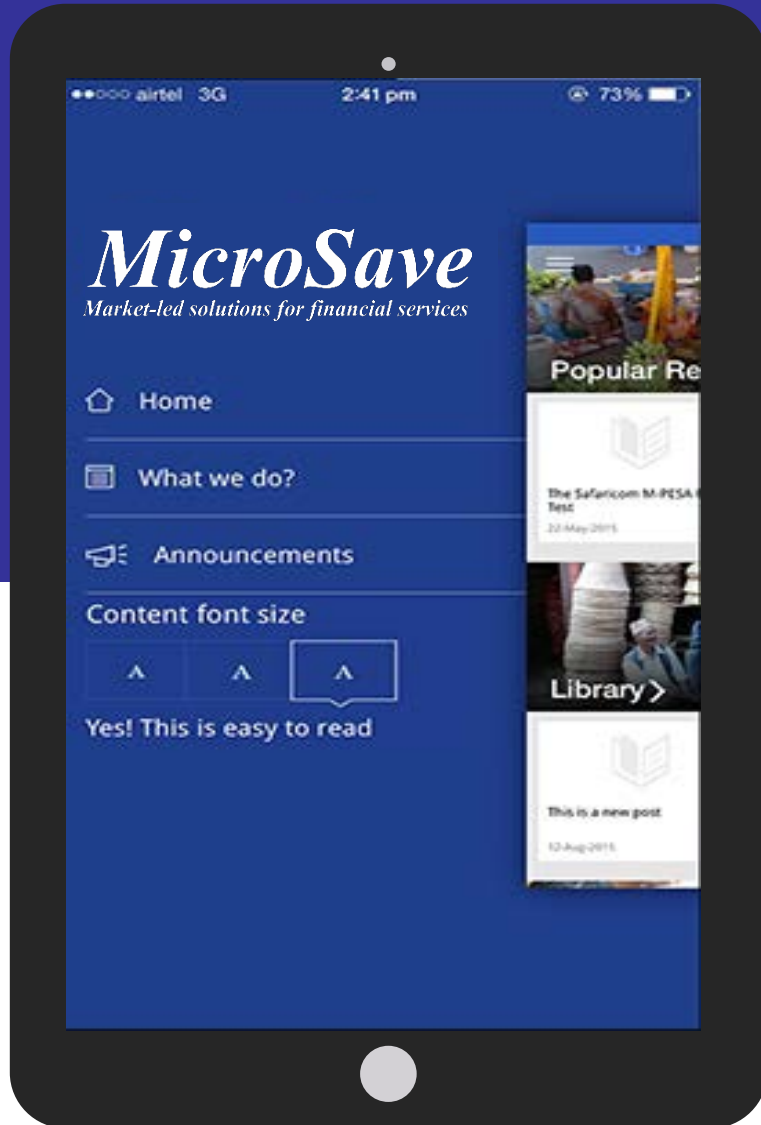 airtel 3G 2:41 pm 73%
MicroSave
Market-led solutions for financial services
Home
What we do?
Announcements
Content font size
A A A
Yes! This is easy to read
Popular Re
The Safaricom M-PESA
Test
22-May-2015
Library
This is a new post
12-Aug-2015